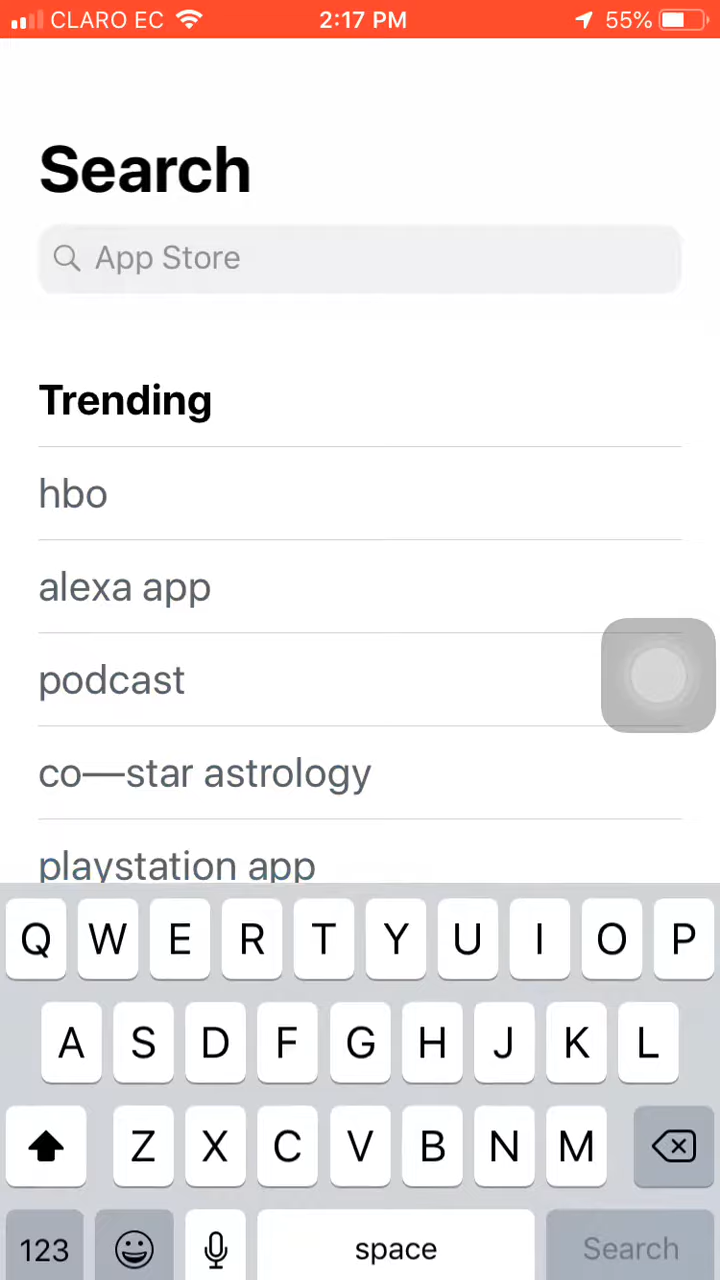 CLARO EC 2:17 PM 55%
Search
App Store
Trending
hbo
alexa app
podcast
co—star astrology
playstation app
Q W E R T Y U I O P
A S D F G H J K L
Z X C V B N M
123 space Search